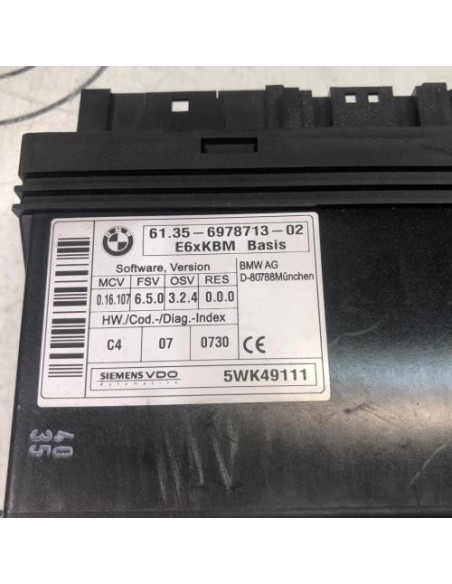 BMW
61.35-6978713-02
E6xKBM Basis
Software, Version
BMW AG
D-80788München
MCV FSV OSV RES
0.16.107 6.5.0 3.2.4 0.0.0
HW./Cod.-/Diag.-Index
C4 07 0730 CE
SIEMENS VDO
Automotive
5WK49111
40
35